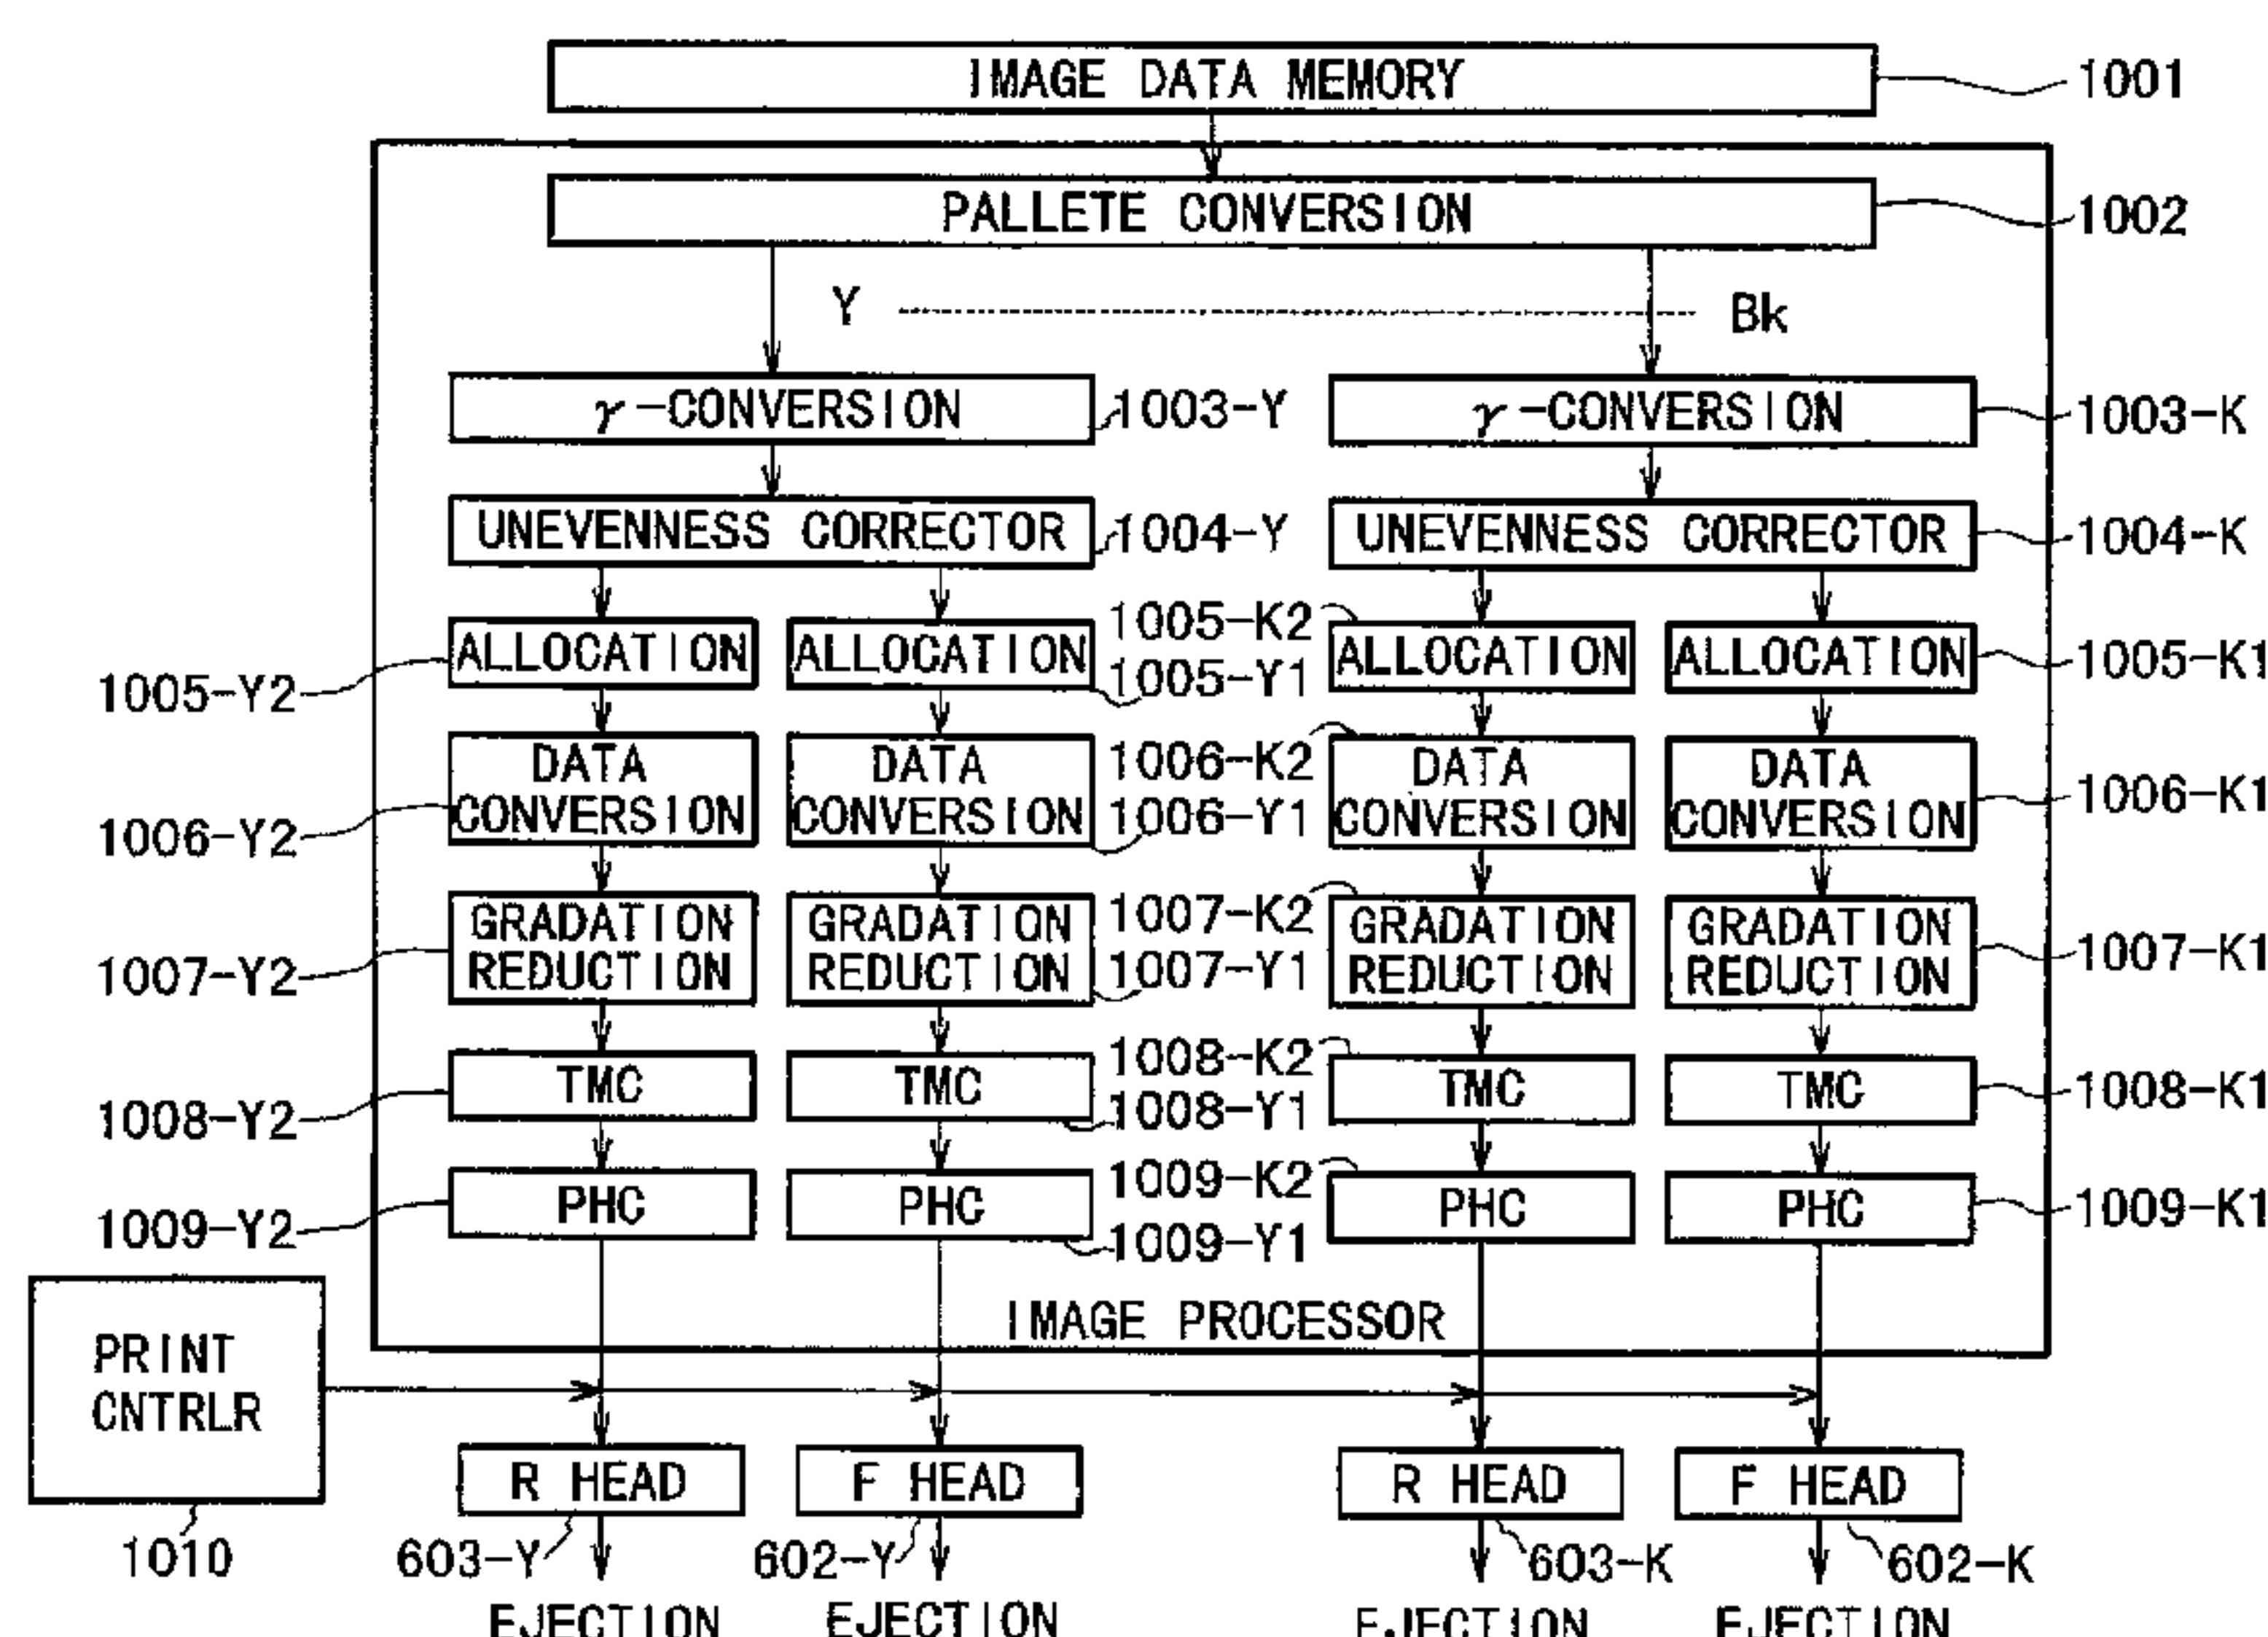 IMAGE DATA MEMORY 1001
PALLETE CONVERSION 1002
Y Bk
γ-CONVERSION 1003-Y γ-CONVERSION 1003-K
UNEVENNESS CORRECTOR 1004-Y UNEVENNESS CORRECTOR 1004-K
1005-K2
ALLOCATION ALLOCATION ALLOCATION ALLOCATION 1005-K1
1005-Y2 1005-Y1
DATA DATA 1006-K2 DATA DATA
1006-K1
CONVERSION CONVERSION 1006-Y1 CONVERSION CONVERSION
1006-Y2
GRADATION GRADATION 1007-K2 GRADATION GRADATION
1007-K1
REDUCTION REDUCTION 1007-Y1 REDUCTION REDUCTION
1007-Y2
1008-K2
TMC TMC TMC TMC 1008-K1
1008-Y2 1008-Y1
1009-K2
PHC PHC PHC PHC 1009-K1
1009-Y2 1009-Y1
IMAGE PROCESSOR
PRINT
CNTRLR
R HEAD F HEAD R HEAD F HEAD
1010 603-Y 602-Y 603-K 602-K
EJECTION EJECTION EJECTION EJECTION